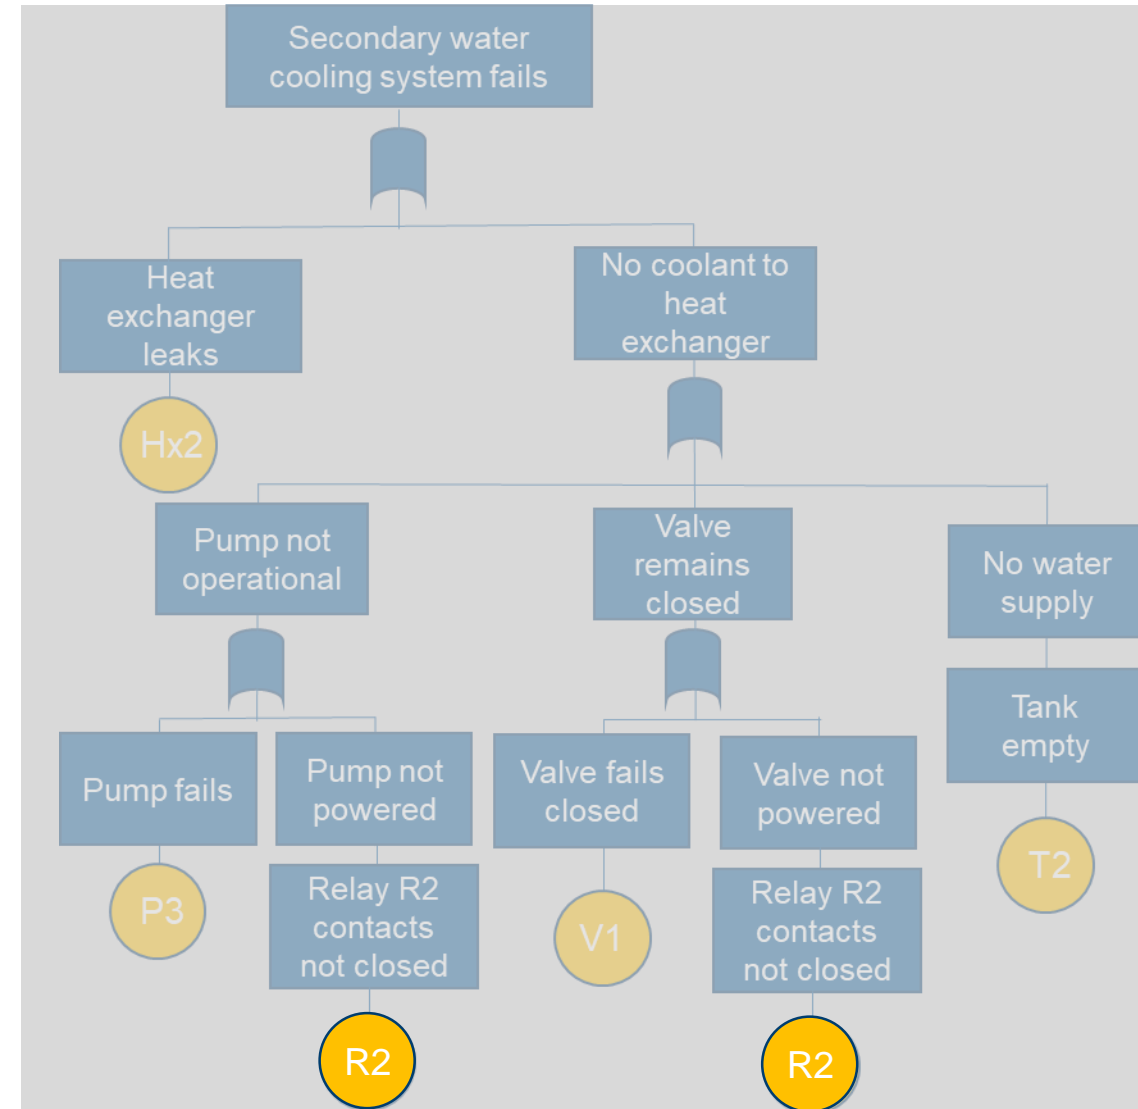 Secondary water
cooling system fails
Heat
exchanger
leaks
No coolant to
heat
exchanger
Hx2
Pump not
operational
Valve
remains
closed
No water
supply
Tank
empty
Pump fails
Pump not
powered
Valve fails
closed
Valve not
powered
T2
P3
Relay R2
contacts
not closed
V1
Relay R2
contacts
not closed
R2
R2